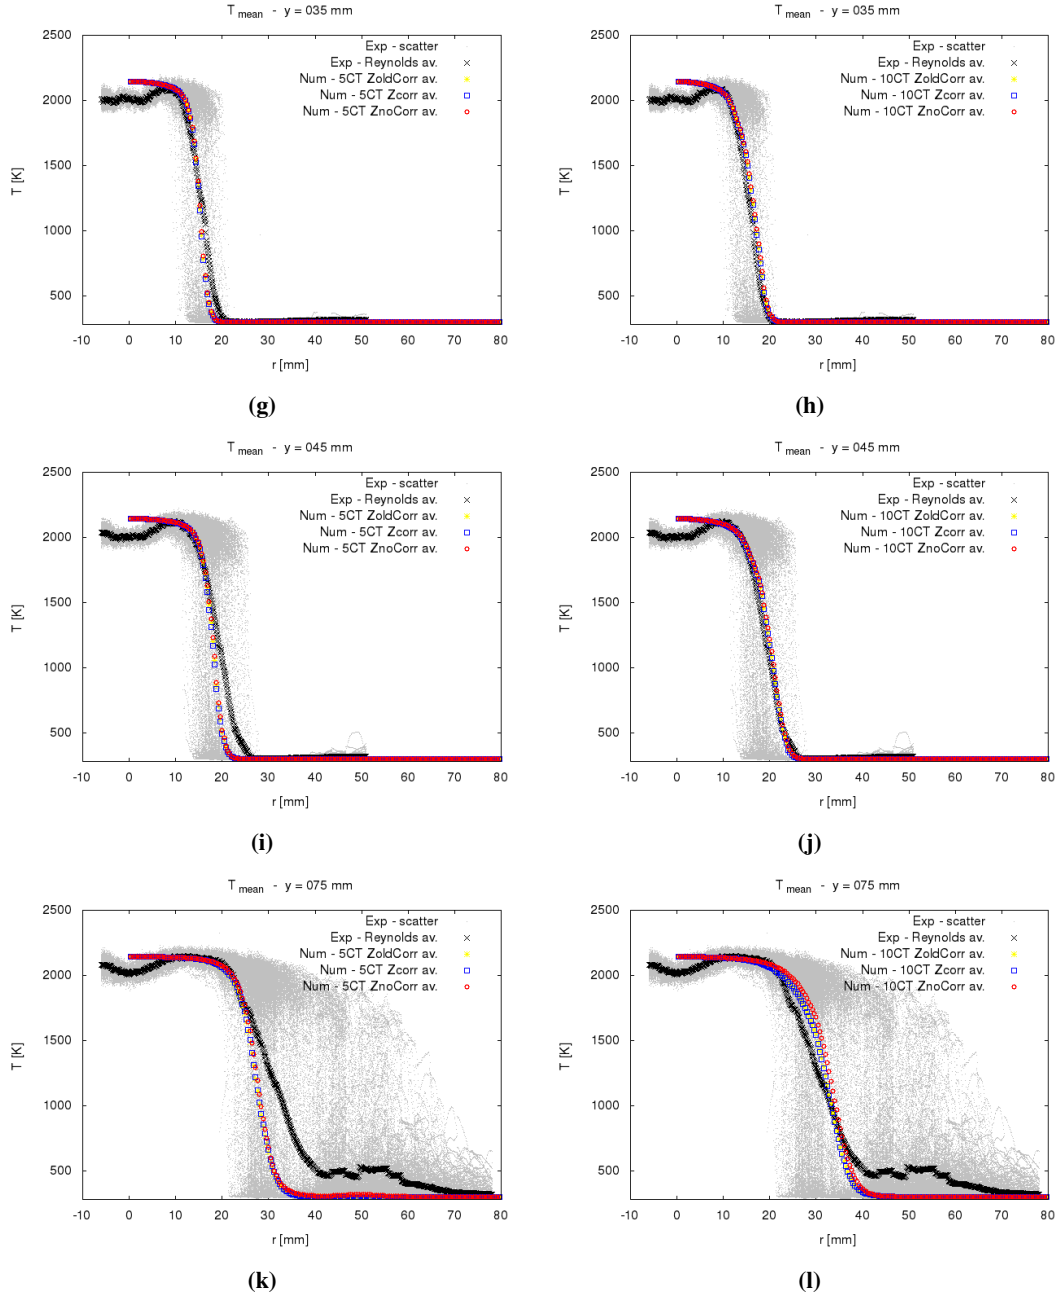 T mean - y = 035 mm
2500
2000
1500
1000
500
T [K]
Exp - scatter
Exp - Reynolds av.
Num - 5CT ZoldCorr av.
Num - 5CT Zcorr av.
Num - 5CT ZnoCorr av.
-10 0 10 20 30 40 50 60 70 80
r [mm]
(g)
T mean - y = 035 mm
2500
2000
1500
1000
500
T [K]
Exp - scatter
Exp - Reynolds av.
Num - 10CT ZoldCorr av.
Num - 10CT Zcorr av.
Num - 10CT ZnoCorr av.
-10 0 10 20 30 40 50 60 70 80
r [mm]
(h)
T mean - y = 045 mm
2500
2000
1500
1000
500
T [K]
Exp - scatter
Exp - Reynolds av.
Num - 5CT ZoldCorr av.
Num - 5CT Zcorr av.
Num - 5CT ZnoCorr av.
-10 0 10 20 30 40 50 60 70 80
r [mm]
(i)
T mean - y = 045 mm
2500
2000
1500
1000
500
T [K]
Exp - scatter
Exp - Reynolds av.
Num - 10CT ZoldCorr av.
Num - 10CT Zcorr av.
Num - 10CT ZnoCorr av.
-10 0 10 20 30 40 50 60 70 80
r [mm]
(j)
T mean - y = 075 mm
2500
2000
1500
1000
500
T [K]
Exp - scatter
Exp - Reynolds av.
Num - 5CT ZoldCorr av.
Num - 5CT Zcorr av.
Num - 5CT ZnoCorr av.
-10 0 10 20 30 40 50 60 70 80
r [mm]
(k)
T mean - y = 075 mm
2500
2000
1500
1000
500
T [K]
Exp - scatter
Exp - Reynolds av.
Num - 10CT ZoldCorr av.
Num - 10CT Zcorr av.
Num - 10CT ZnoCorr av.
-10 0 10 20 30 40 50 60 70 80
r [mm]
(l)